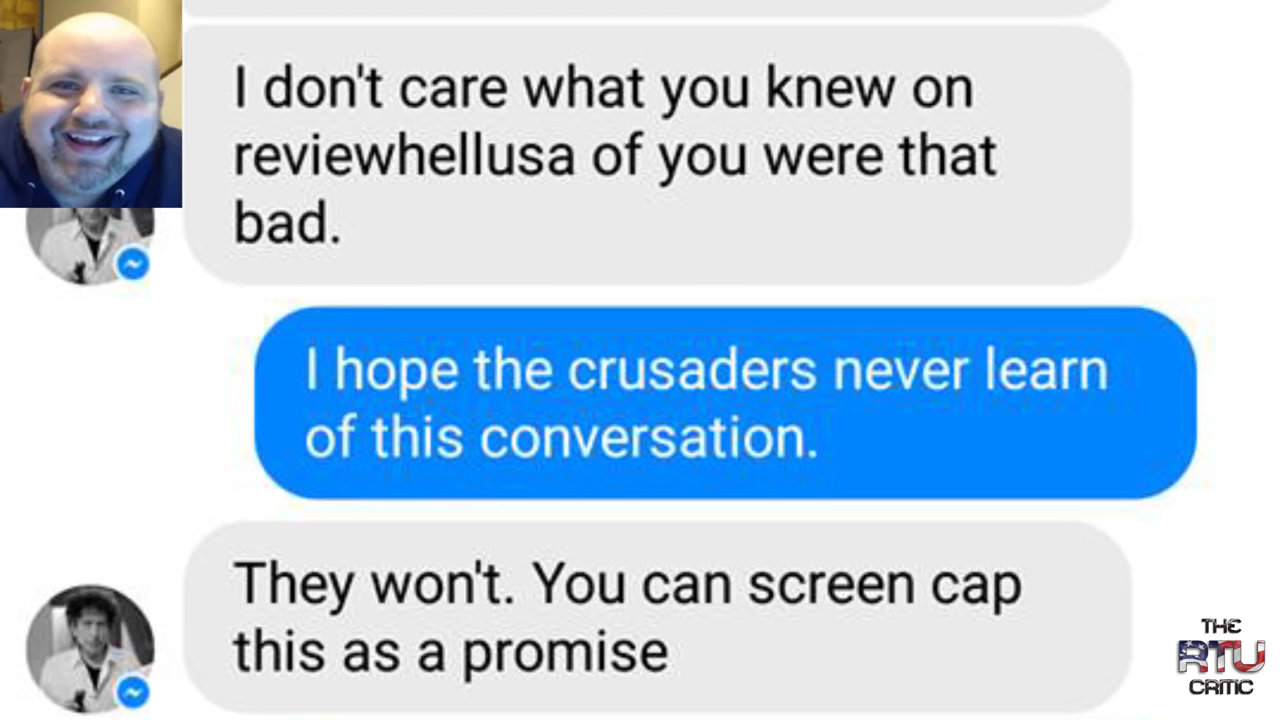 I don't care what you knew on
reviewhellusa of you were that
bad.
I hope the crusaders never learn
of this conversation.
They won't. You can screen cap
this as a promise
THE
RTU
CRITIC